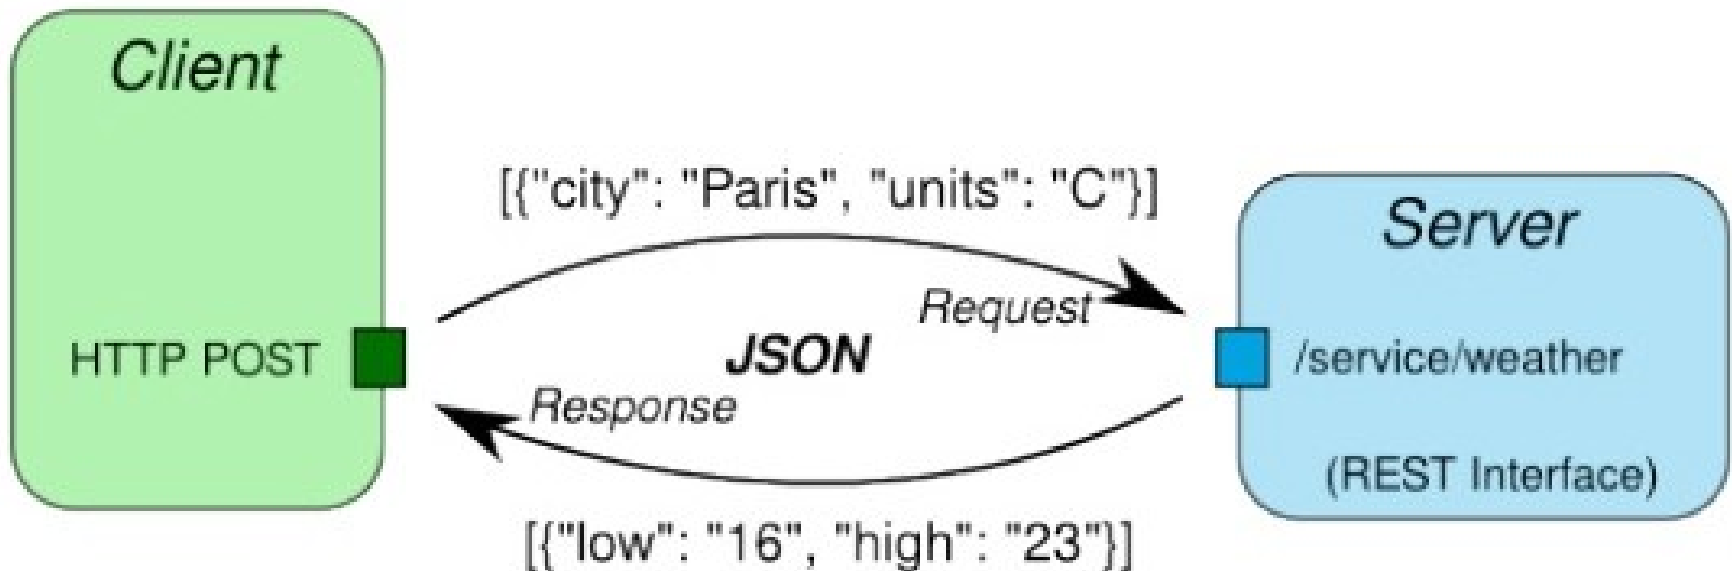 Client
HTTP POST
[{"city": "Paris", "units": "C"}]
Request
JSON
Response
[{"low": "16", "high": "23"}]
Server
/service/weather
(REST Interface)